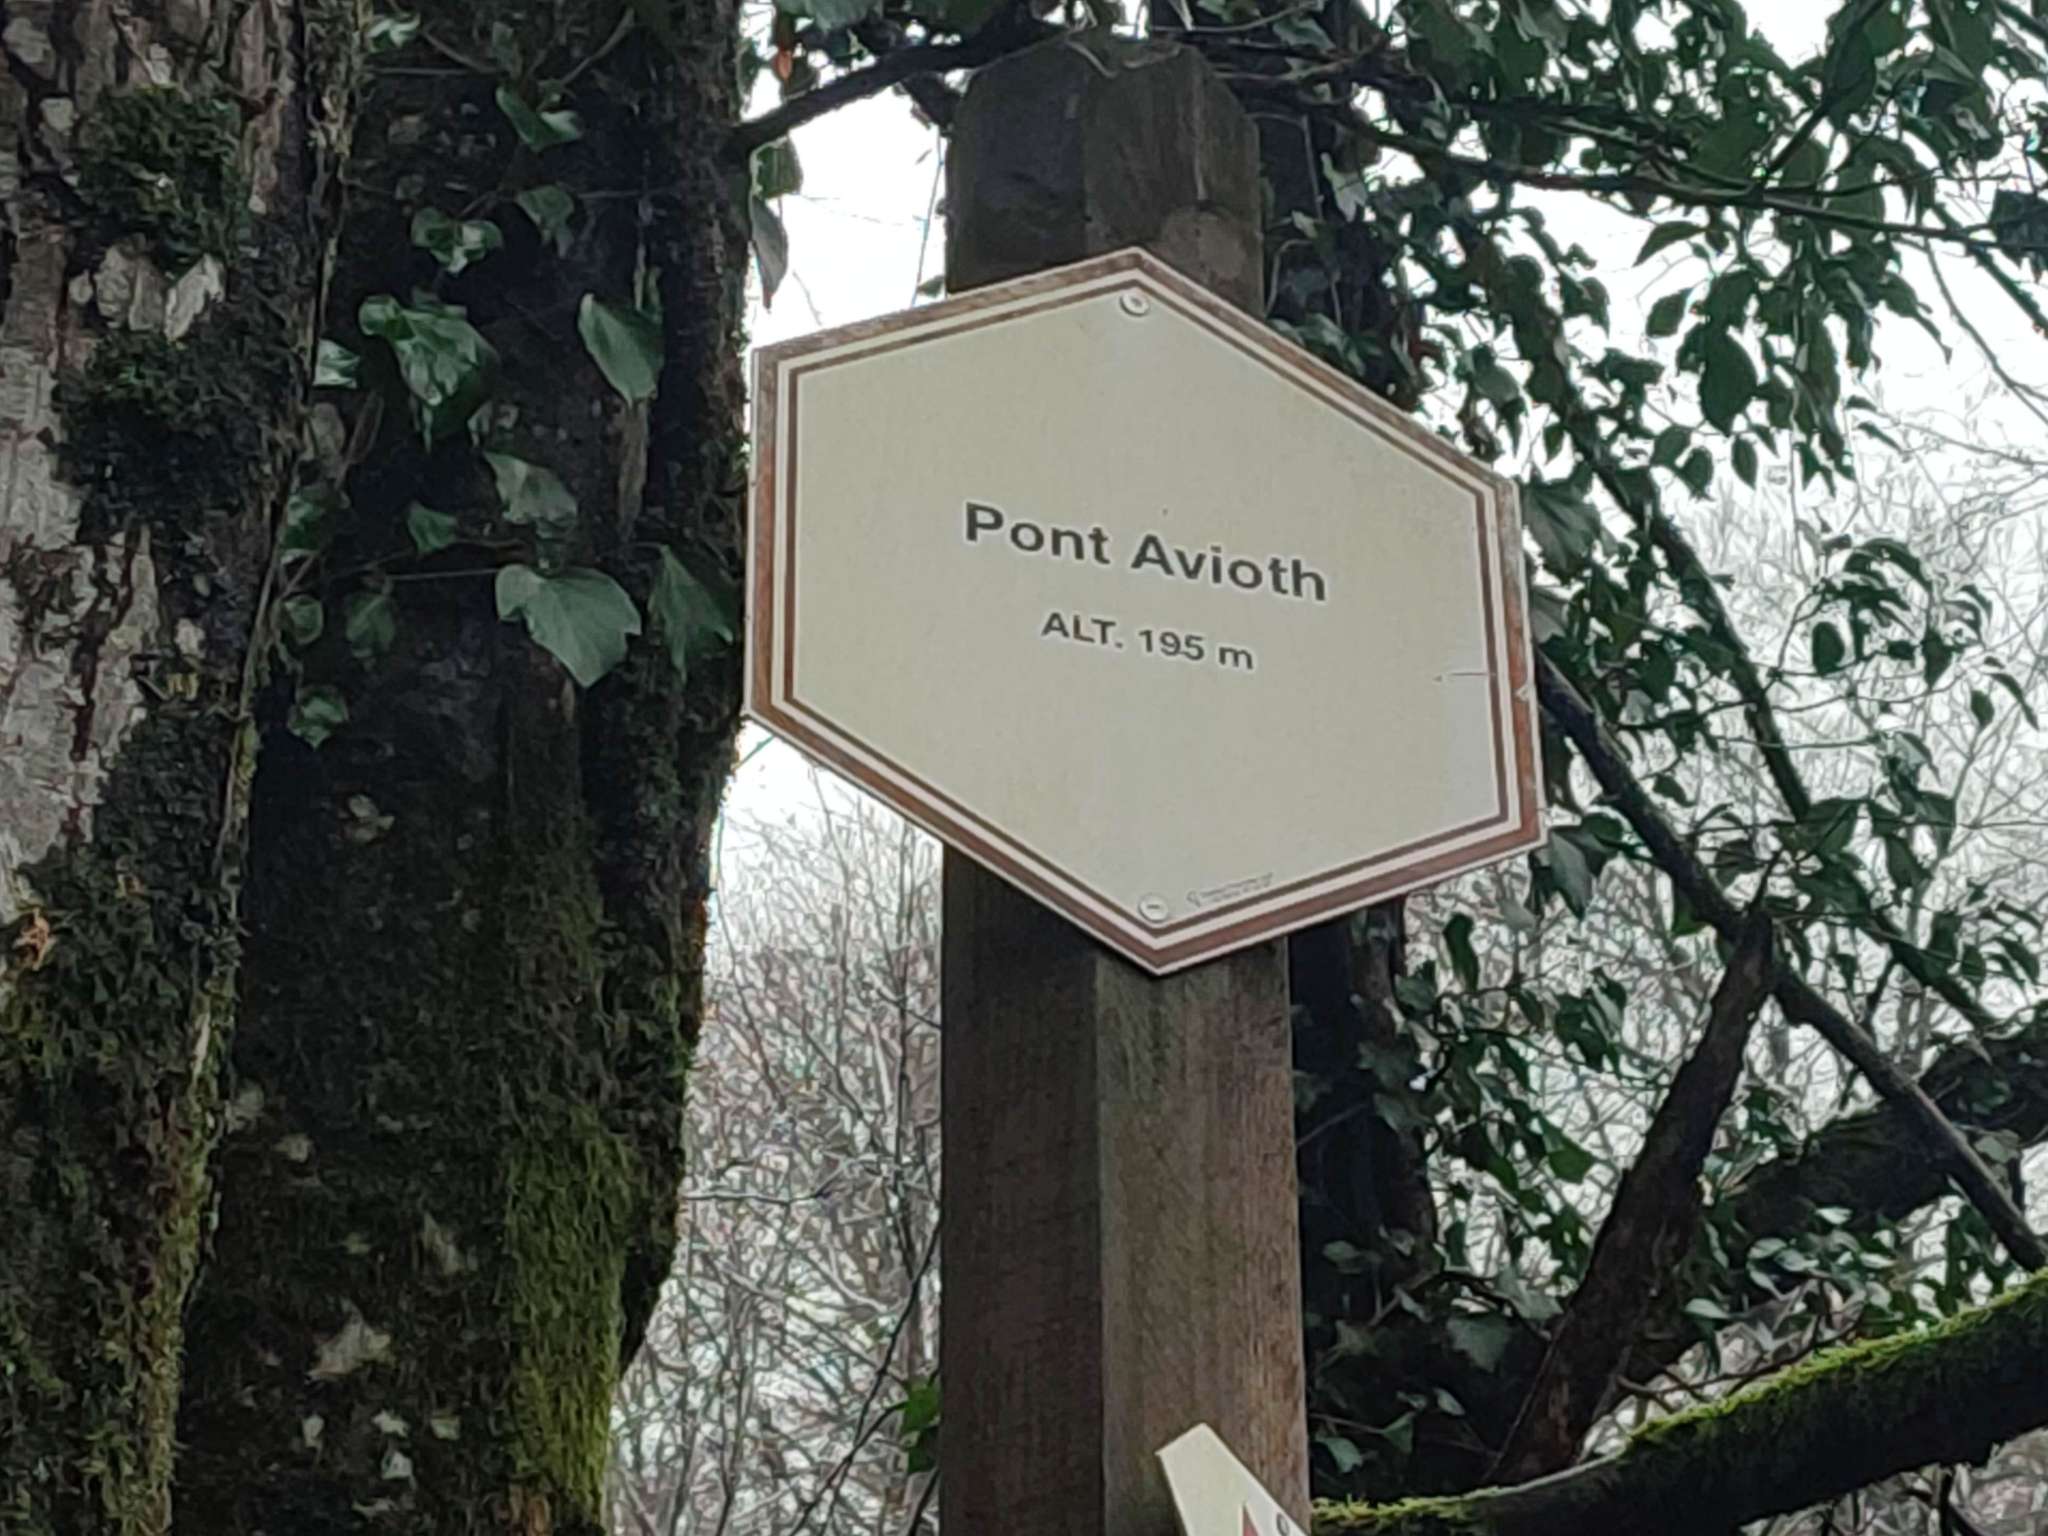 Pont Avioth
ALT. 195 m